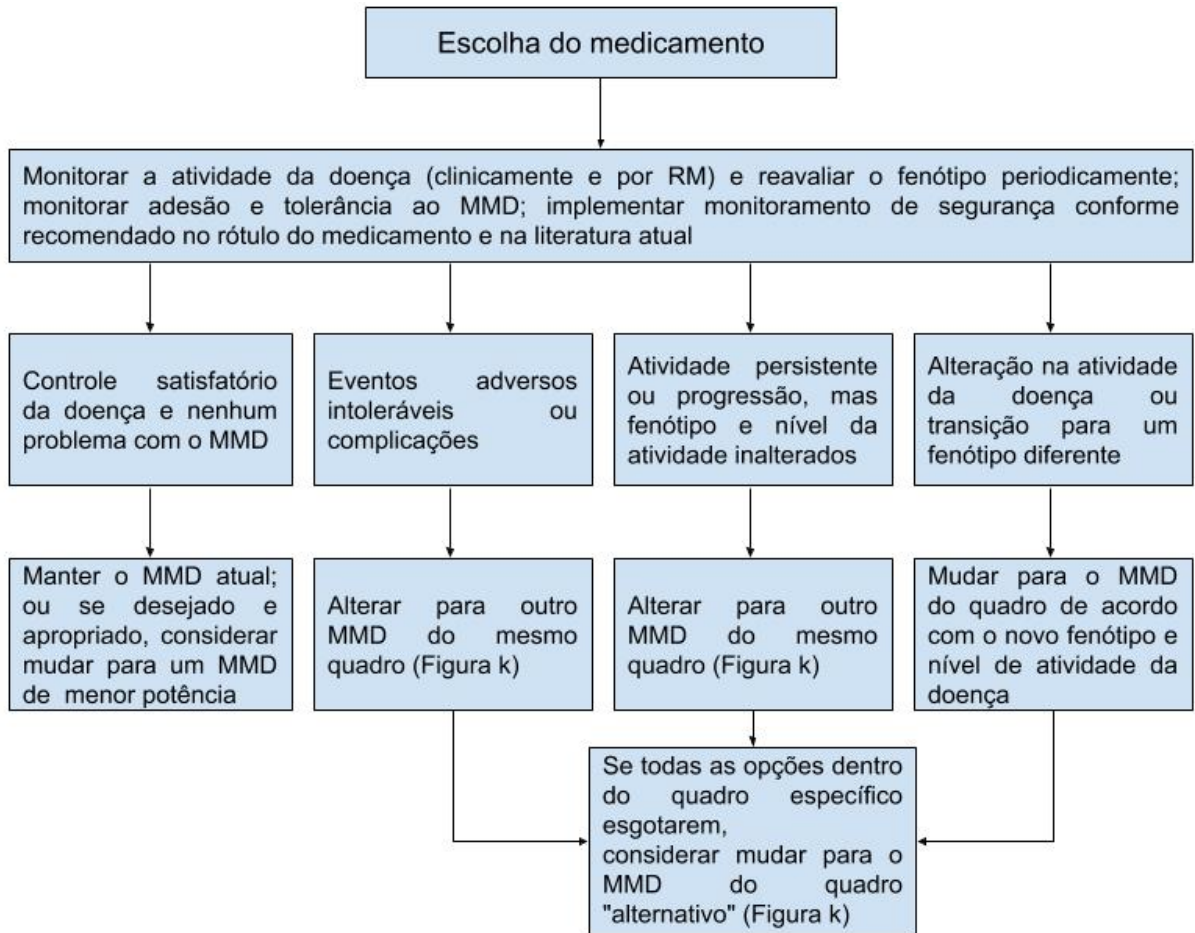 Escolha do medicamento
Monitorar a atividade da doença (clinicamente e por RM) e reavaliar o fenótipo periodicamente;
monitorar adesão e tolerância ao MMD; implementar monitoramento de segurança conforme
recomendado no rótulo do medicamento e na literatura atual
Controle satisfatório
da doença e nenhum
problema com o MMD
Eventos adversos
intoleráveis ou
complicações
Atividade persistente
ou progressão, mas
fenótipo e nível da
atividade inalterados
Alteração na atividade
da doença ou
transição para um
fenótipo diferente
Manter o MMD atual;
ou se desejado e
apropriado, considerar
mudar para um MMD
de menor potência
Alterar para outro
MMD do mesmo
quadro (Figura k)
Alterar para outro
MMD do mesmo
quadro (Figura k)
Mudar para o MMD
do quadro de acordo
com o novo fenótipo e
nível de atividade da
doença
Se todas as opções dentro
do quadro específico
esgotarem,
considerar mudar para o
MMD do quadro
"alternativo" (Figura k)